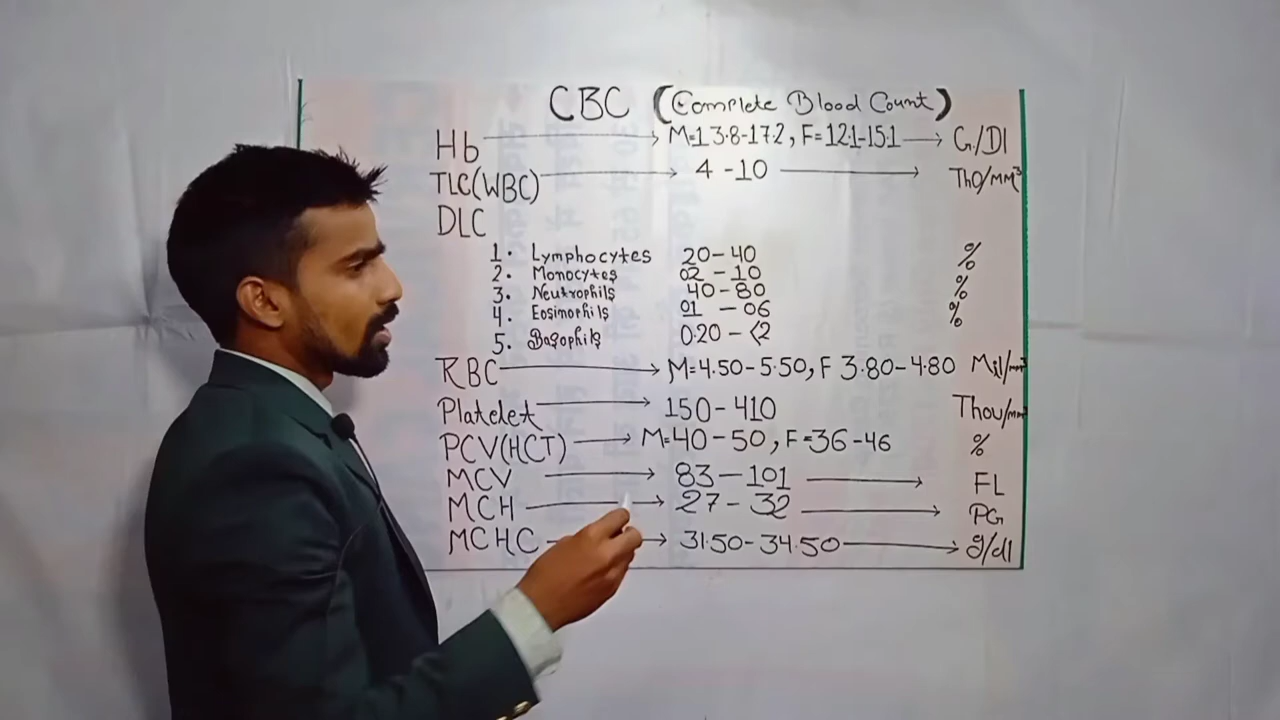 CBC (Complete Blood Count)
Hb → M=13.8-17.2, F=12.1-15.1 → G./Dl
TLC(WBC) → 4 -10 → ThO/MM³
DLC
1. Lymphocytes 20-40 %
2. Monocytes 02 -10 %
3. Neutrophils 40-80 %
4. Eosinophils 01 - 06
5. Basophils 0.20 - <2
RBC → M=4.50-5.50, F 3.80-4.80 Mil/mm³
Platelet → 150-410 Thou/mm³
PCV(HCT) → M=40-50, F=36-46 %
MCV → 83-101 → FL
MCH → 27- 32 → PG
MCHC → 31.50-34.50 → g/dl